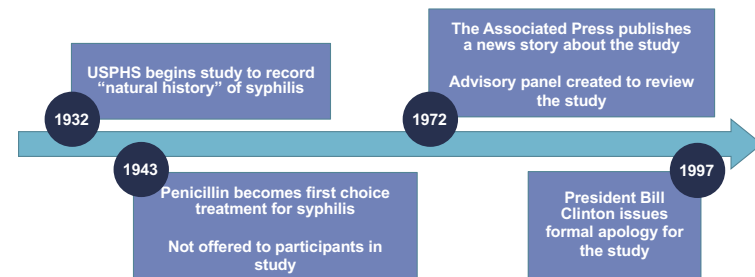 The Associated Press publishes
a news story about the study
Advisory panel created to review
the study
USPHS begins study to record
“natural history” of syphilis
1932
1972
1943
1997
Penicillin becomes first choice
treatment for syphilis
Not offered to participants in
study
President Bill
Clinton issues
formal apology for
the study